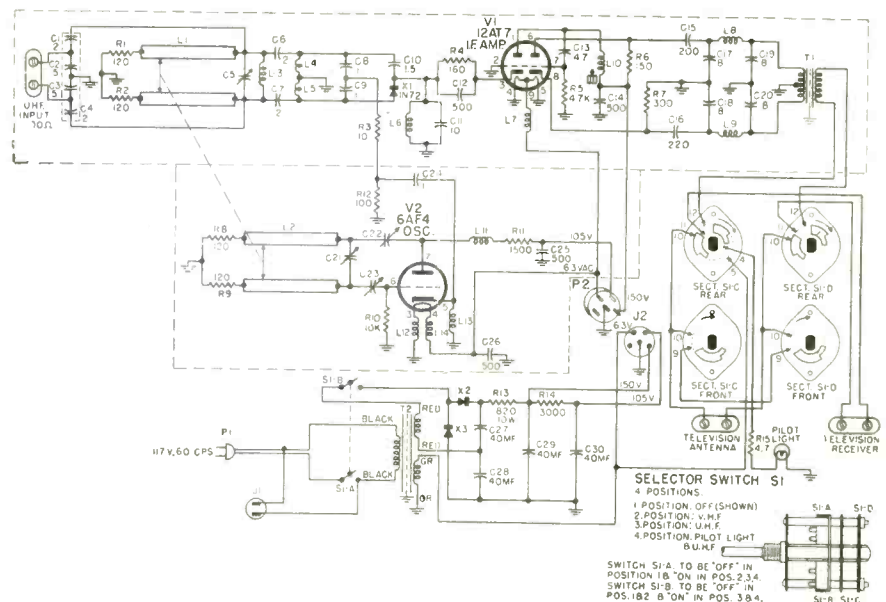 V1
12AT7
I.F. AMP.
C1
2
R1
120
L1
C6
2
C5
L3
L4
L5
C8
1
C9
1
C10
1.5
X1
1N72
R4
160
C12
500
C13
47
R5
47K
L10
C14
500
R6
150
C15
200
L8
C17
8
C19
8
T1
R7
300
C18
8
C20
8
L9
C16
220
L7
C2
5
C3
5
C4
R2
120
C7
2
R3
10
L6
C11
10
U.H.F.
INPUT
C24
1
R12
100
V2
6AF4
OSC.
R8
120
L2
C22
C21
C23
120
R9
R10
10K
L11
R11
1500
105V
C25
500
6.3VAC
P2
150V
6.3V
J2
L12
L14
L13
C26
500
150V
105V
SECT. S1-C
REAR
SECT. S1-D
REAR
SECT. S1-C
FRONT
SECT. S1-D
FRONT
S1-B
X2
X3
R13
820
10W
R14
3000
C27
40MF
C28
40MF
C29
40MF
C30
40MF
T2
RED
RED
GR
GR
BLACK
BLACK
P1
117V, 60 CPS
J1
S1-A
TELEVISION
ANTENNA
R15
4.7
PILOT
LIGHT
TELEVISION
RECEIVER
SELECTOR SWITCH S1
4 POSITIONS.
1. POSITION, OFF (SHOWN)
2. POSITION; V.H.F.
3. POSITION; U.H.F.
4. POSITION, PILOT LIGHT
& U.H.F
SWITCH S1-A, TO BE "OFF" IN
POSITION 1 & "ON" IN POS. 2,3,4.
SWITCH S1-B, TO BE "OFF" IN
POS. 1&2 & "ON" IN POS. 3&4.
S1-A
S1-D
S1-B
S1-C